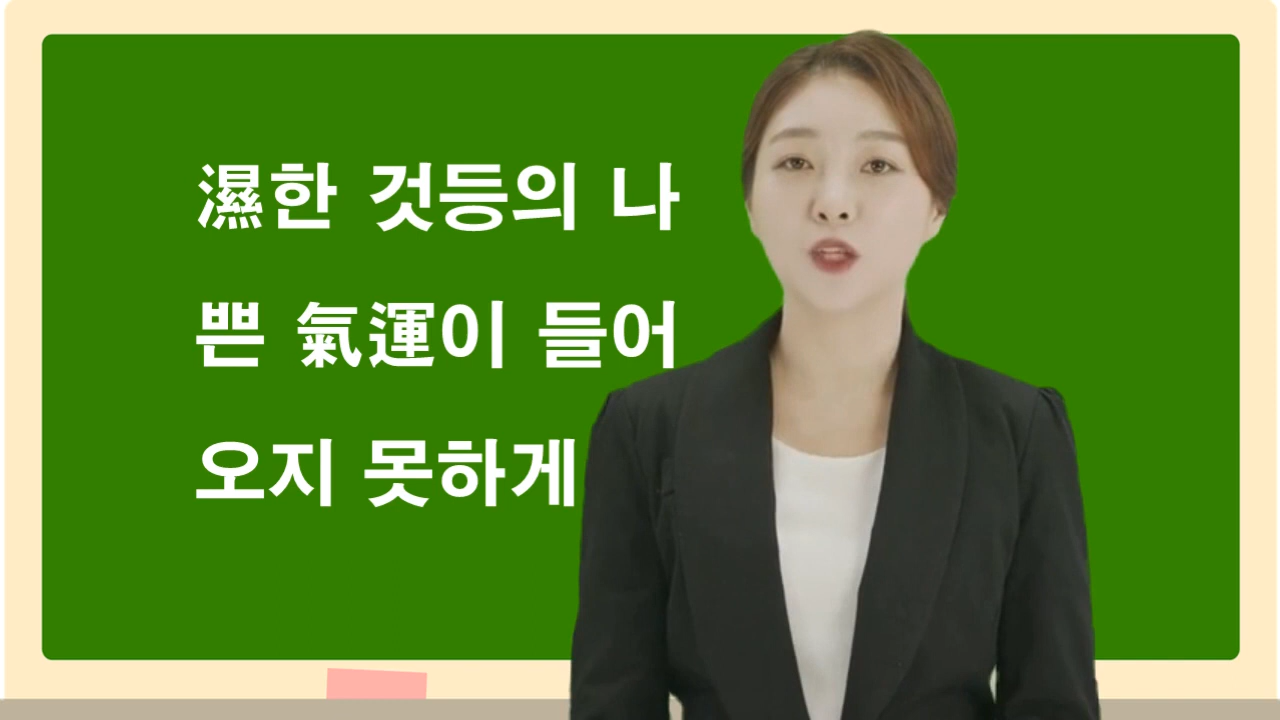 濕한 것등의 나
쁜 氣運이 들어
오지 못하게